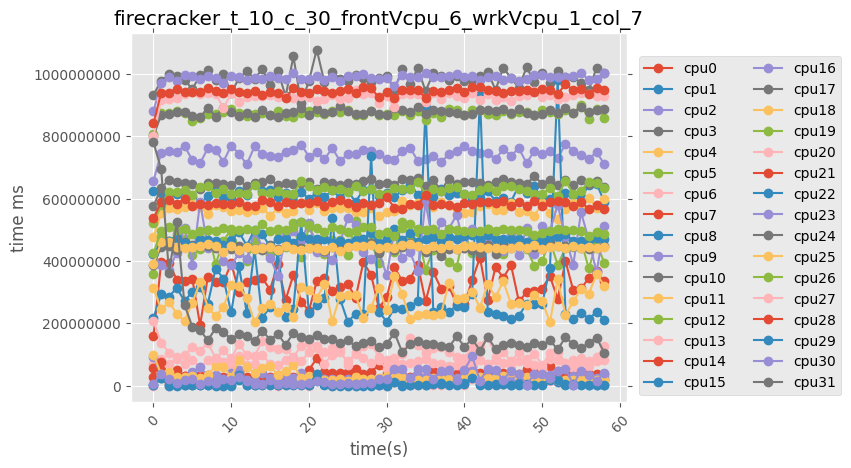 firecracker_t_10_c_30_frontVcpu_6_wrkVcpu_1_col_7
time ms
1000000000
800000000
600000000
400000000
200000000
0
0 10 20 30 40 50 60
time(s)
cpu0 cpu16
cpu1 cpu17
cpu2 cpu18
cpu3 cpu19
cpu4 cpu20
cpu5 cpu21
cpu6 cpu22
cpu7 cpu23
cpu8 cpu24
cpu9 cpu25
cpu10 cpu26
cpu11 cpu27
cpu12 cpu28
cpu13 cpu29
cpu14 cpu30
cpu15 cpu31